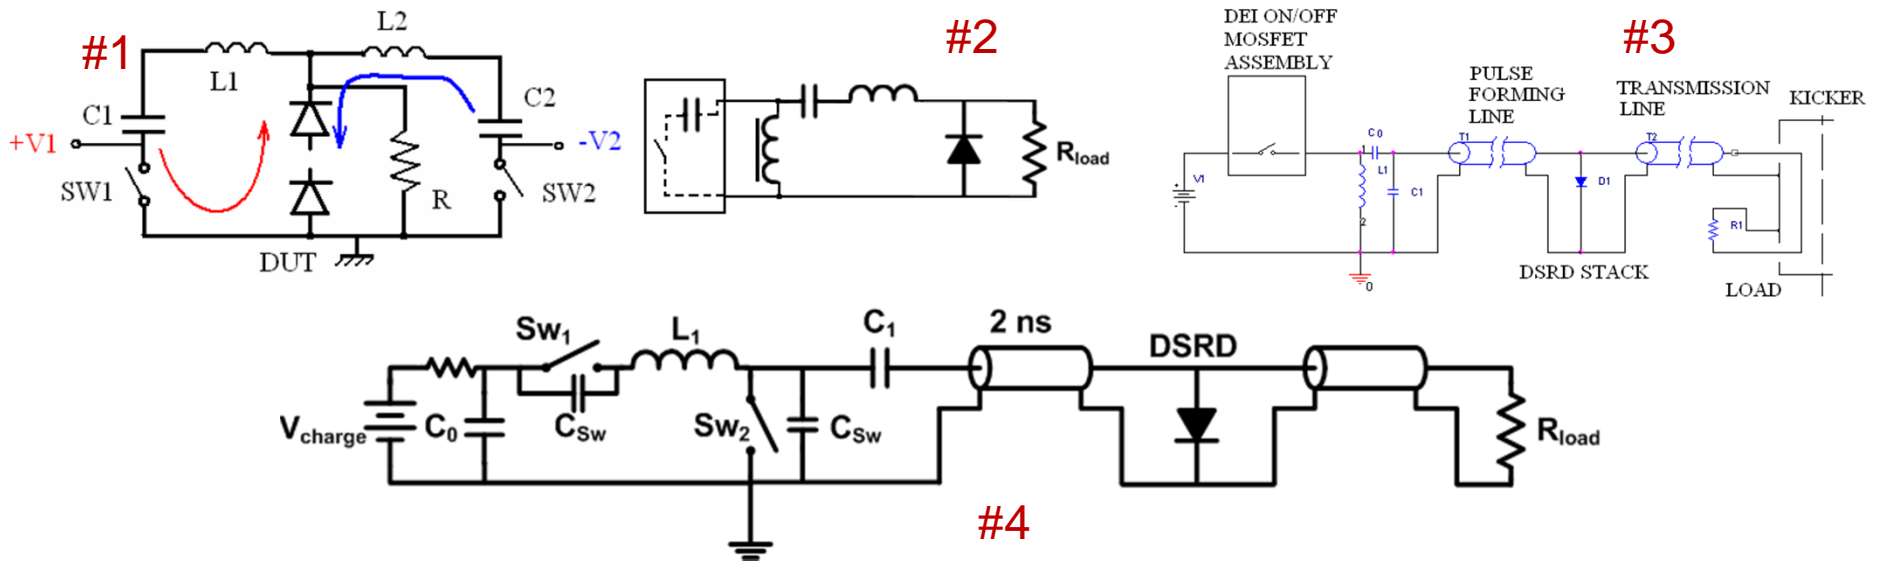 #1
L2
L1
C1
C2
+V1
-V2
SW1
SW2
R
DUT
#2
Rload
DEI ON/OFF
MOSFET
ASSEMBLY
#3
PULSE
FORMING
LINE
TRANSMISSION
LINE
KICKER
T1
T2
C0
1
L1
C1
V1
D1
R1
2
0
DSRD STACK
LOAD
Sw1
L1
C1
2 ns
DSRD
Vcharge
C0
CSw
Sw2
CSw
Rload
#4